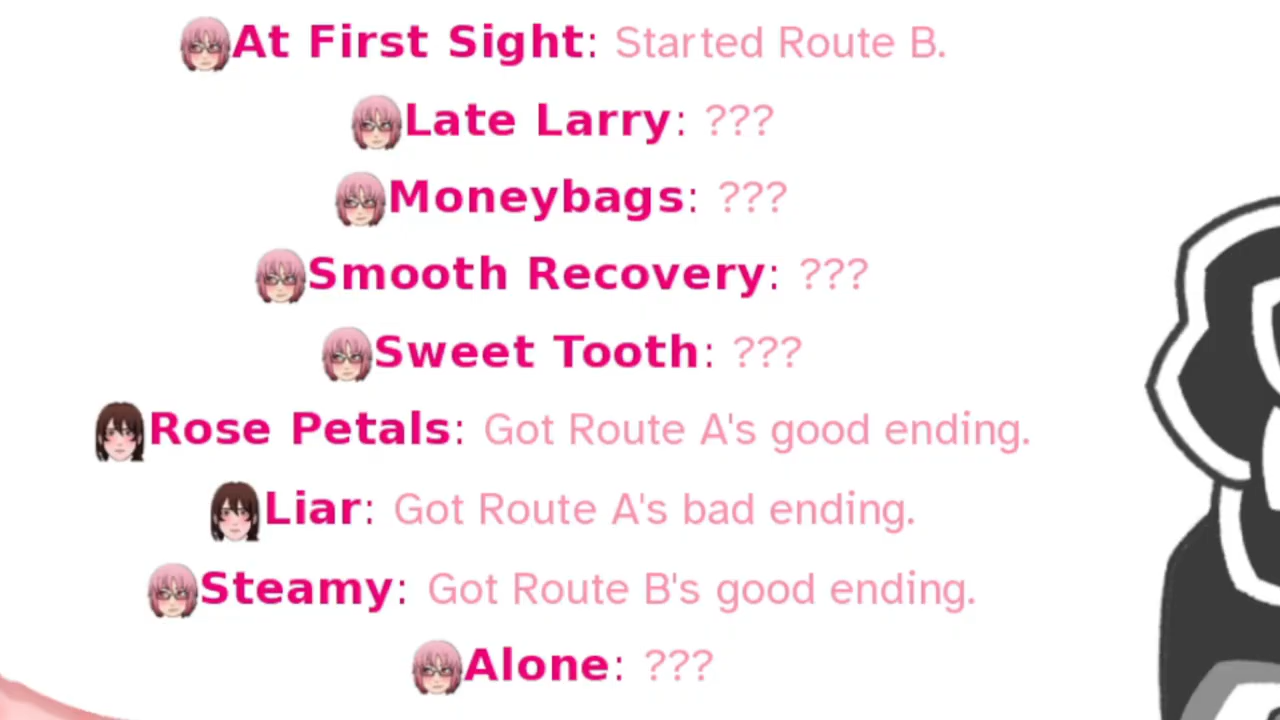 At First Sight: Started Route B.
Late Larry: ???
Moneybags: ???
Smooth Recovery: ???
Sweet Tooth: ???
Rose Petals: Got Route A's good ending.
Liar: Got Route A's bad ending.
Steamy: Got Route B's good ending.
Alone: ???